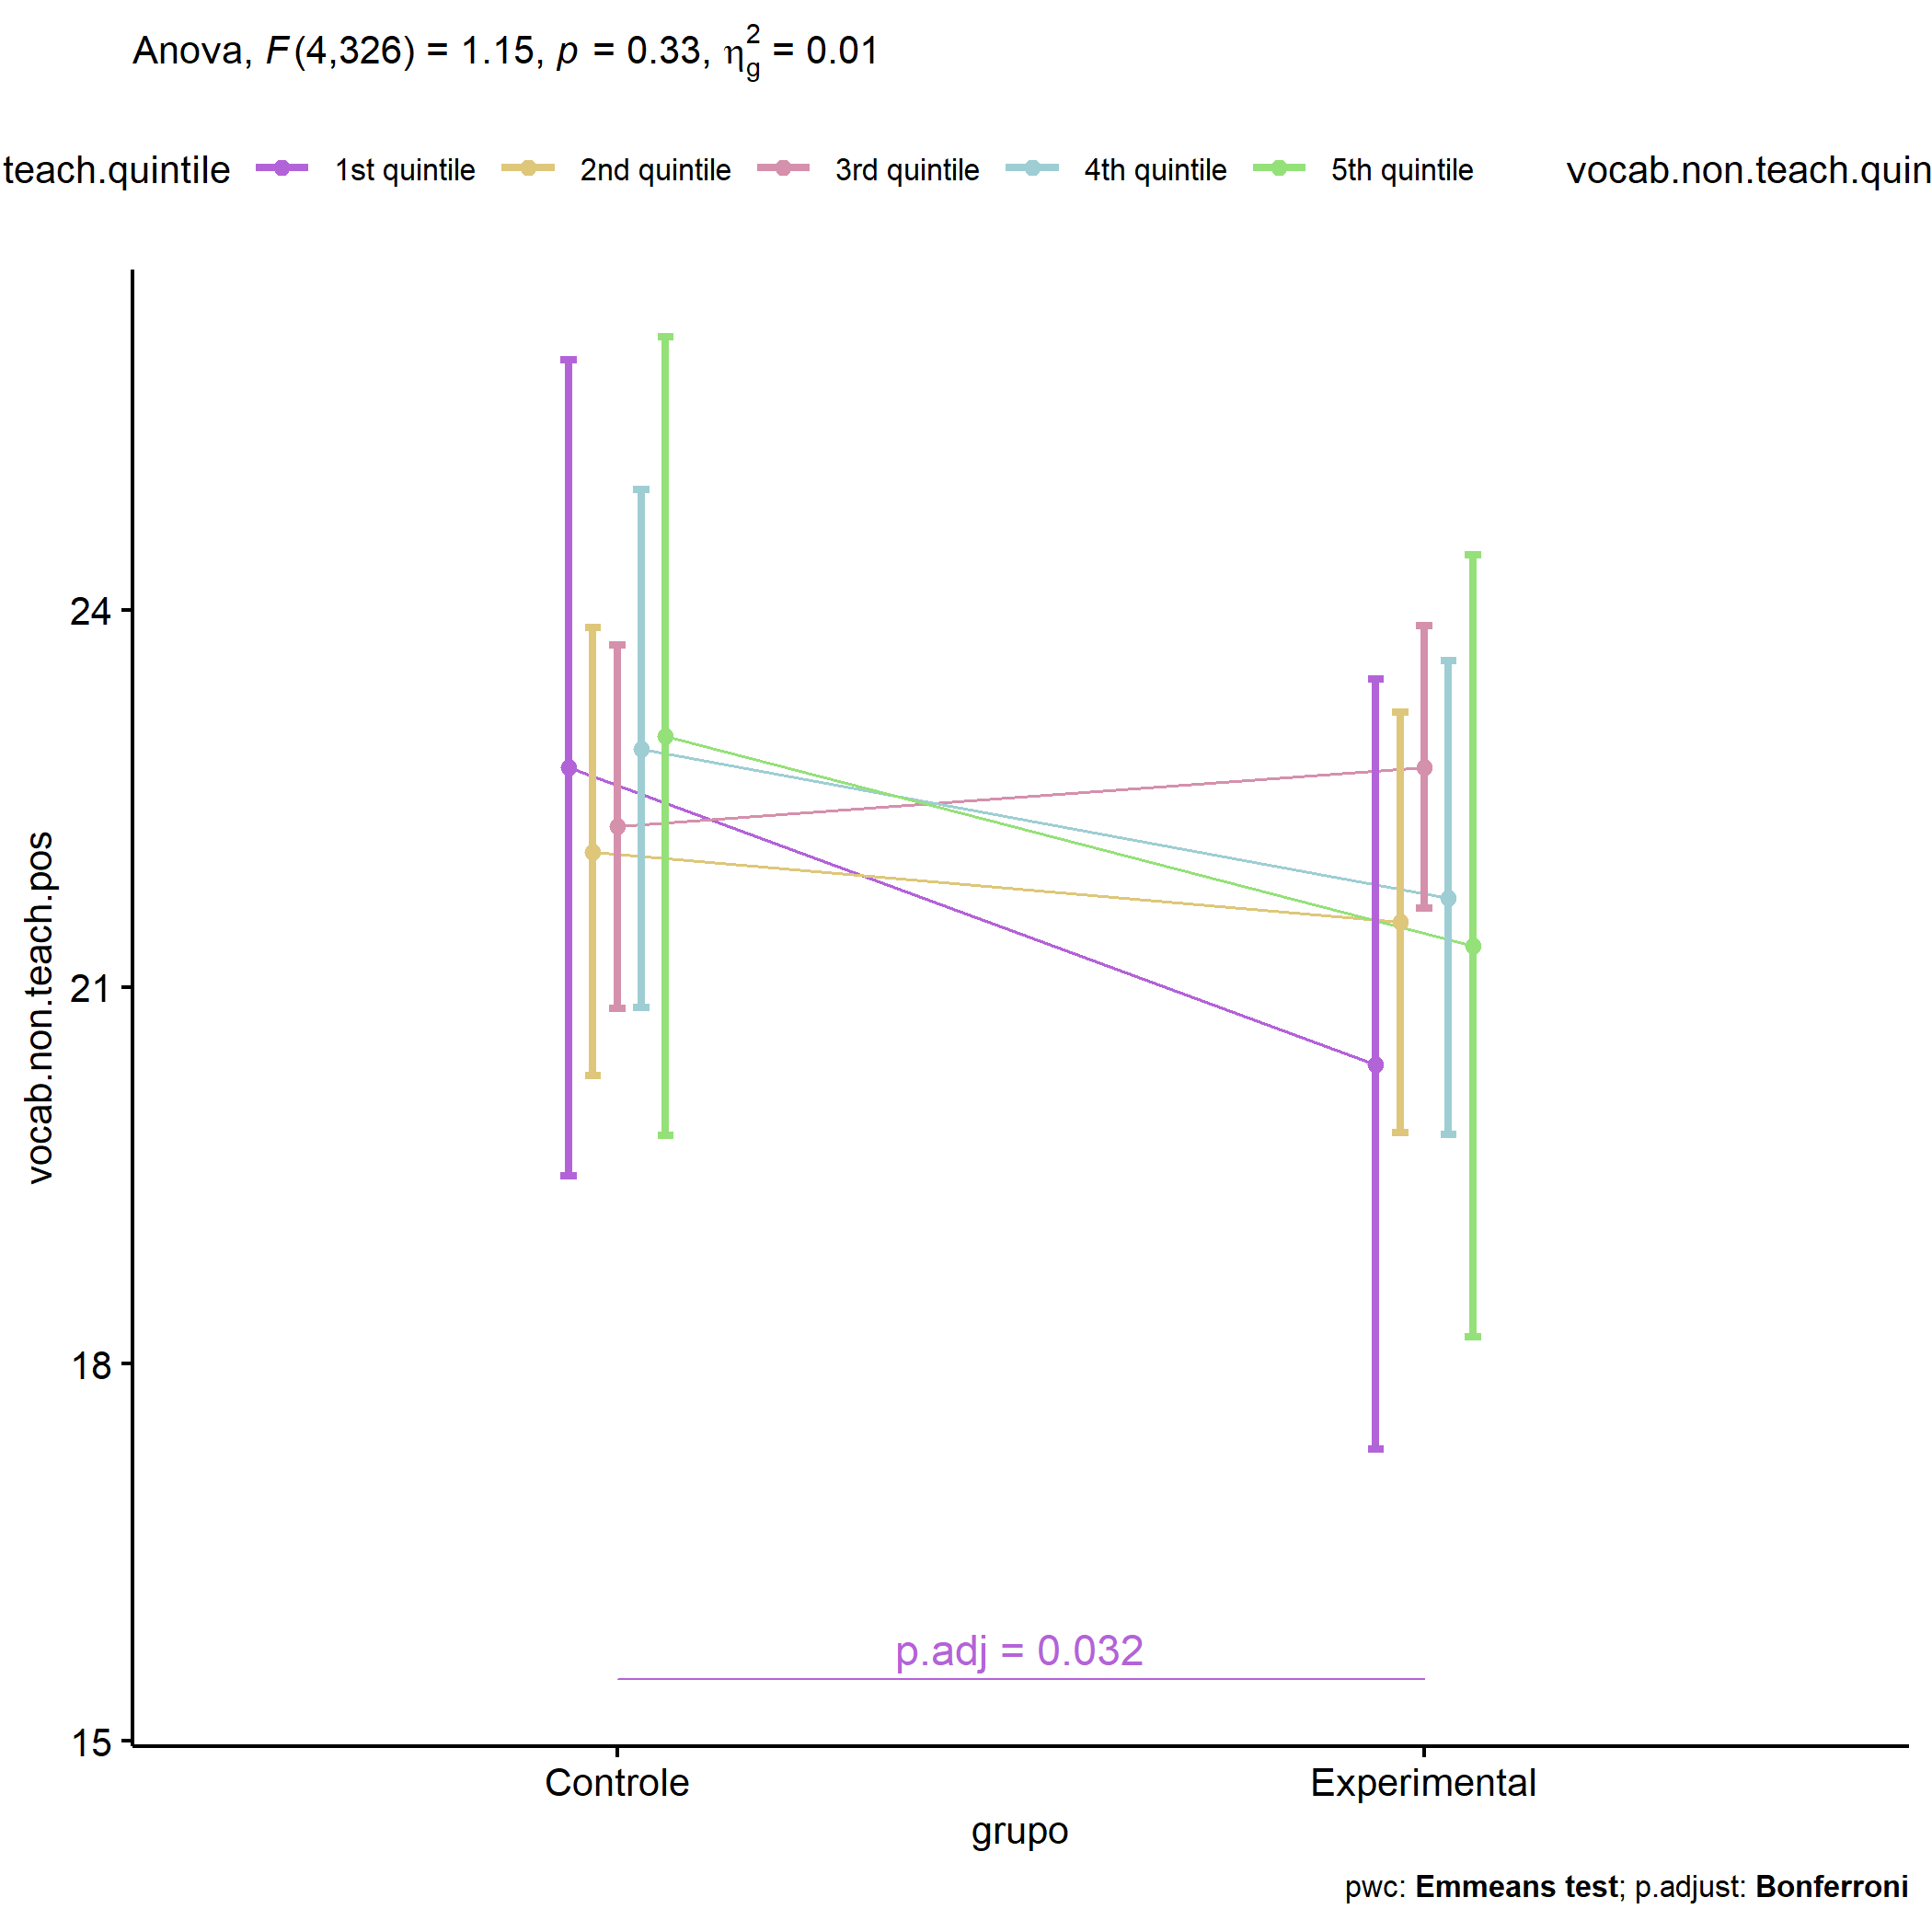 Anova, F(4,326) = 1.15, p = 0.33, η²g = 0.01
teach.quintile 1st quintile 2nd quintile 3rd quintile 4th quintile 5th quintile vocab.non.teach.quin
vocab.non.teach.pos
24
21
18
15
p.adj = 0.032
Controle Experimental
grupo
pwc: Emmeans test; p.adjust: Bonferroni